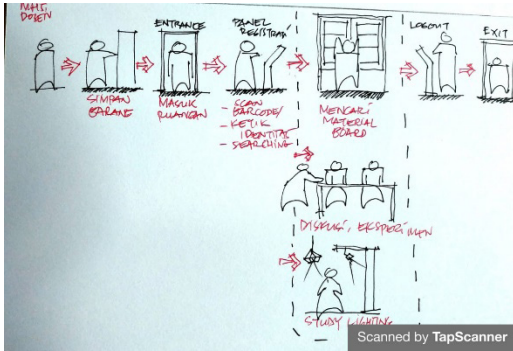 MHS,
DOSEN
SIMPAN
BARANG
ENTRANCE
MASUK
RUANGAN
PANEL
REGISTRASI
- SCAN
BARCODE/
- KETIK
IDENTITAS
- SEARCHING
MENCARI
MATERIAL
BOARD
LOGOUT
EXIT
DISKUSI, EKSPERIMEN
STUDY LIGHTING
Scanned by TapScanner